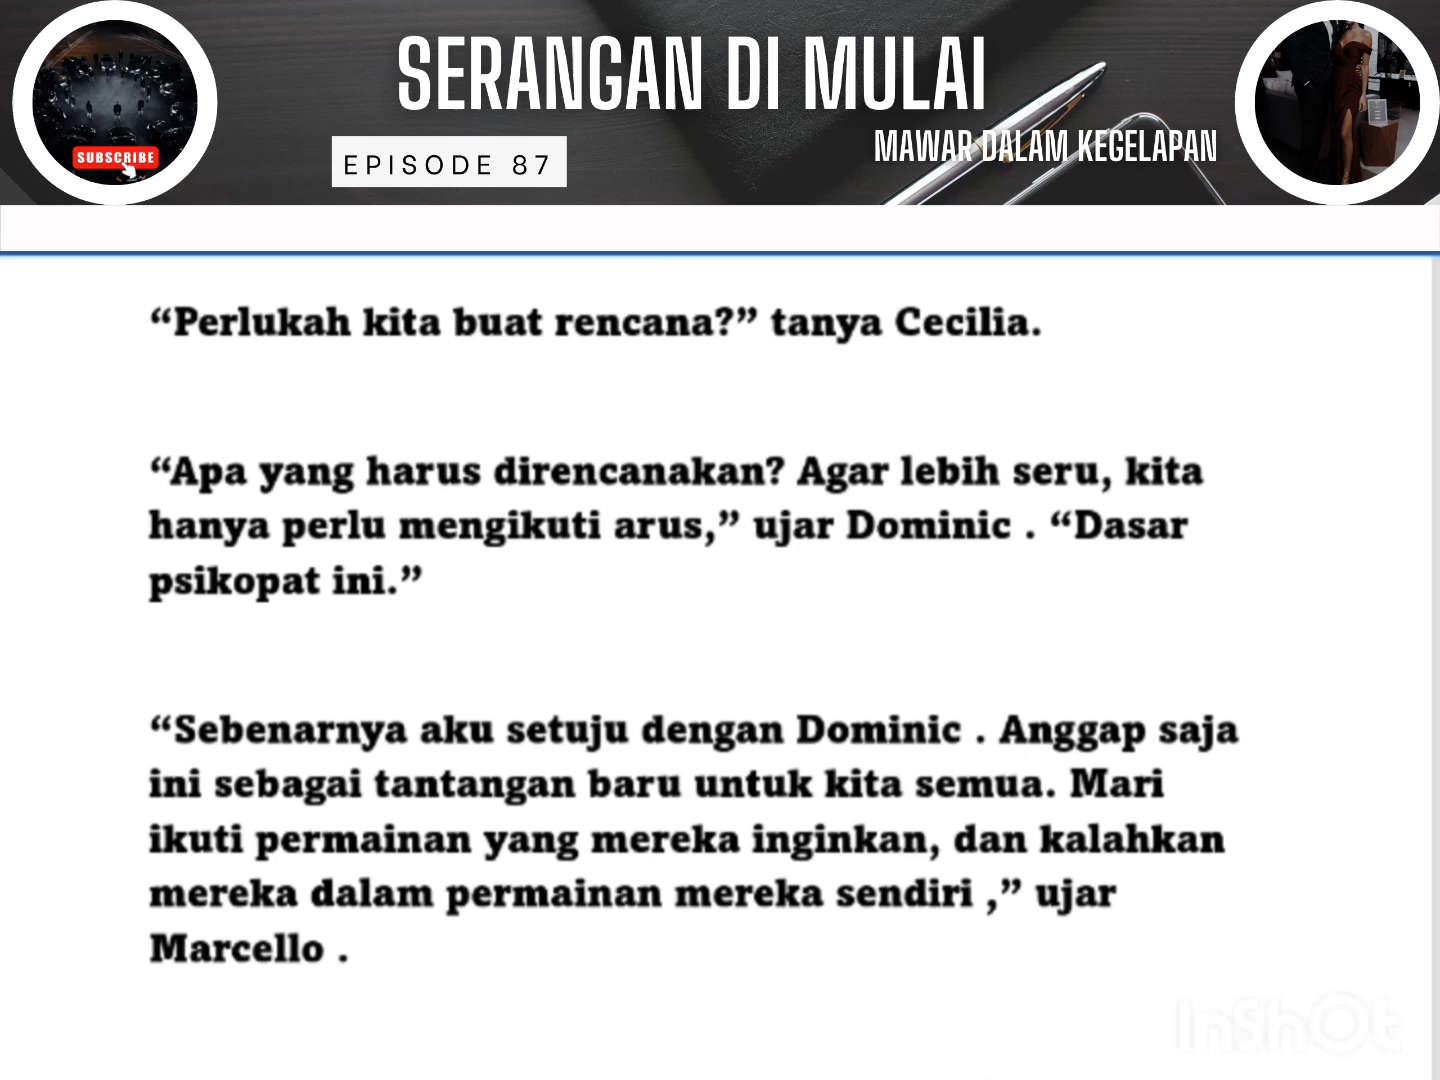 SERANGAN DI MULAI
MAWAR DALAM KEGELAPAN
EPISODE 87
SUBSCRIBE
“Perlukah kita buat rencana?” tanya Cecilia.
“Apa yang harus direncanakan? Agar lebih seru, kita
hanya perlu mengikuti arus,” ujar Dominic . “Dasar
psikopat ini.”
“Sebenarnya aku setuju dengan Dominic . Anggap saja
ini sebagai tantangan baru untuk kita semua. Mari
ikuti permainan yang mereka inginkan, dan kalahkan
mereka dalam permainan mereka sendiri ,” ujar
Marcello .
InShOt